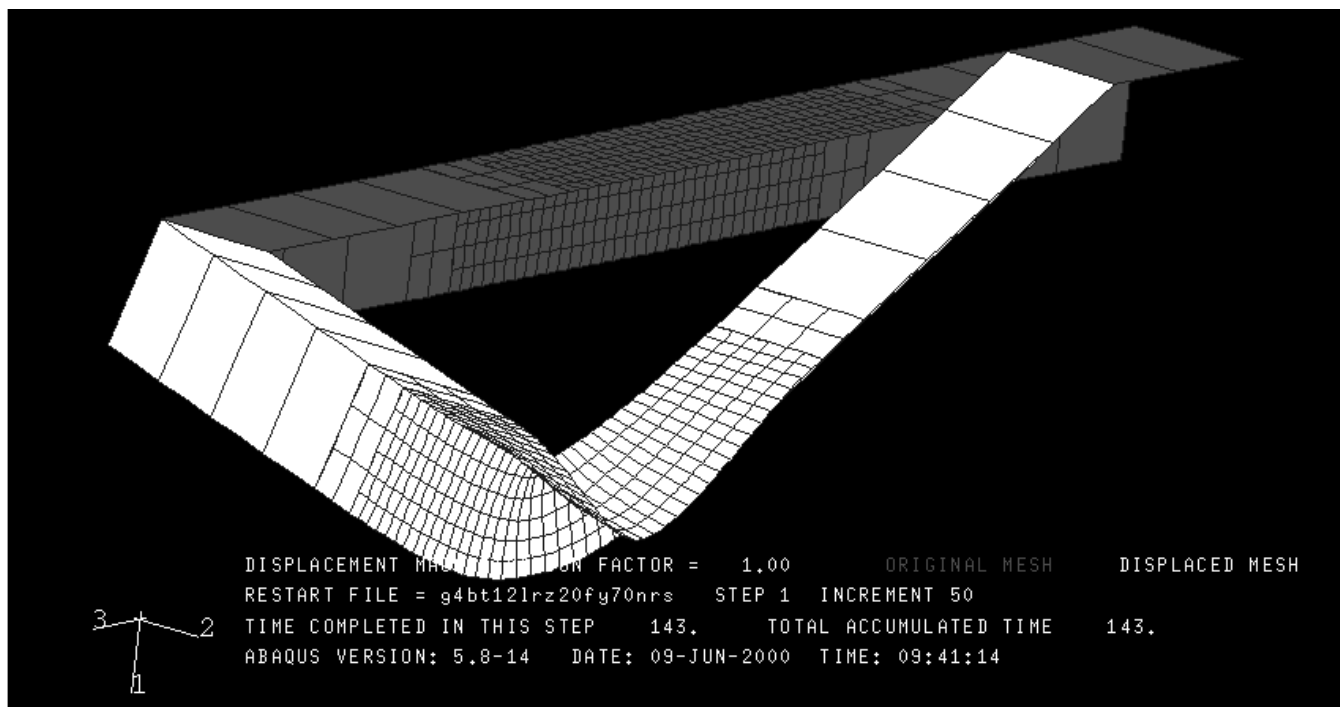 DISPLACEMENT MA ON FACTOR = 1.00 ORIGINAL MESH DISPLACED MESH
RESTART FILE = g4bt12lrz20fy70nrs STEP 1 INCREMENT 50
TIME COMPLETED IN THIS STEP 143. TOTAL ACCUMULATED TIME 143.
ABAQUS VERSION: 5.8-14 DATE: 09-JUN-2000 TIME: 09:41:14
3
2
1